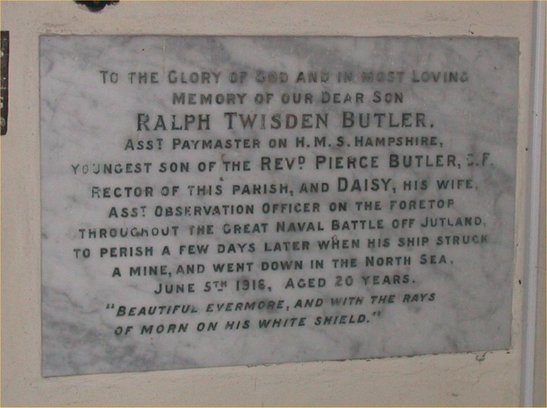 TO THE GLORY OF GOD AND IN MOST LOVING
MEMORY OF OUR DEAR SON
RALPH TWISDEN BUTLER.
ASST PAYMASTER ON H.M.S. HAMPSHIRE,
YOUNGEST SON OF THE REVD PIERCE BUTLER, C.F.
RECTOR OF THIS PARISH, AND DAISY, HIS WIFE,
ASST OBSERVATION OFFICER ON THE FORETOP
THROUGHOUT THE GREAT NAVAL BATTLE OFF JUTLAND,
TO PERISH A FEW DAYS LATER WHEN HIS SHIP STRUCK
A MINE, AND WENT DOWN IN THE NORTH SEA,
JUNE 5TH 1916, AGED 20 YEARS.
"BEAUTIFUL EVERMORE, AND WITH THE RAYS
OF MORN ON HIS WHITE SHIELD."